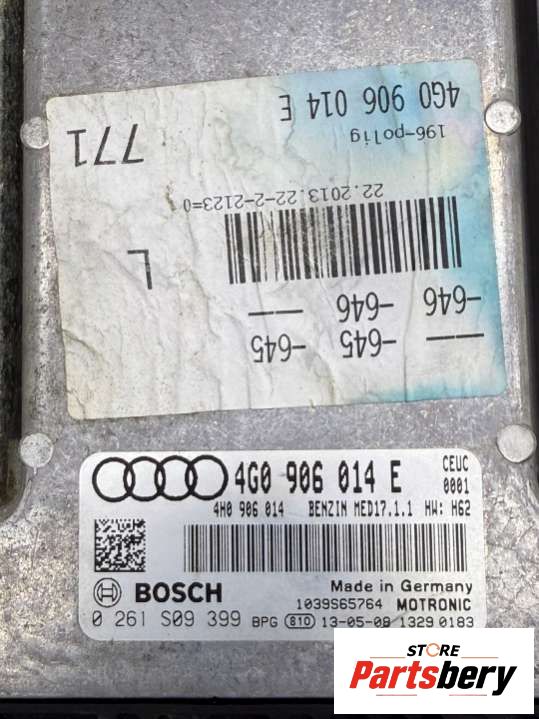 4G0 906 014 E
196-polig
771
22.2013.22-2-2123=0
L
-646 -646 —
— -645 -645
4G0 906 014 E CEUC
0001
4H0 906 014 BENZIN MED17.1.1 HW: H62
BOSCH Made in Germany
1039S65764 MOTRONIC
0 261 S09 399 BPG 810 13-05-08 1329 0183
STORE
Partsbery